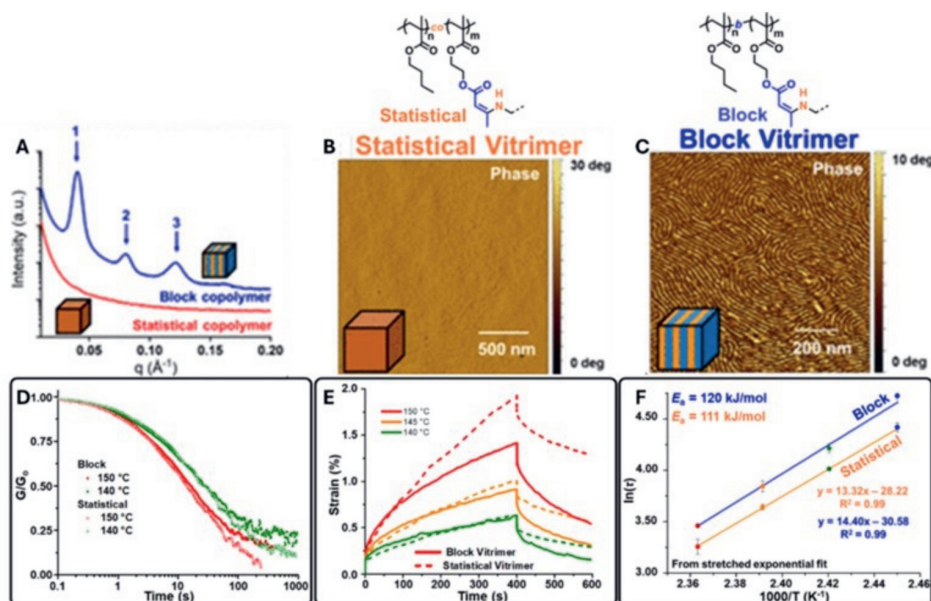 n co m
O O O O
O O H N
Statistical
n b m
O O O O
O O H N
Block
A
1
2
3
Intensity (a.u.)
Block copolymer
Statistical copolymer
0.05 0.10 0.15 0.20
q (Å-1)
B
Statistical Vitrimer
Phase
30 deg
500 nm
0 deg
C
Block Vitrimer
Phase
10 deg
200 nm
0 deg
D
G/G₀
1.00
0.75
0.50
0.25
0.00
Block
150 °C
140 °C
Statistical
150 °C
140 °C
0.1 1 10 100 1000
Time (s)
E
Strain (%)
2.0
1.5
1.0
0.5
0.0
150 °C
145 °C
140 °C
Block Vitrimer
Statistical Vitrimer
0 100 200 300 400 500 600
Time (s)
F
Eₐ = 120 kJ/mol
Eₐ = 111 kJ/mol
ln(τ)
4.50
4.00
3.50
3.00
Block
Statistical
y = 13.32x – 28.22
R² = 0.99
y = 14.40x – 30.58
R² = 0.99
From stretched exponential fit
2.36 2.38 2.40 2.42 2.44 2.46
1000/T (K-1)